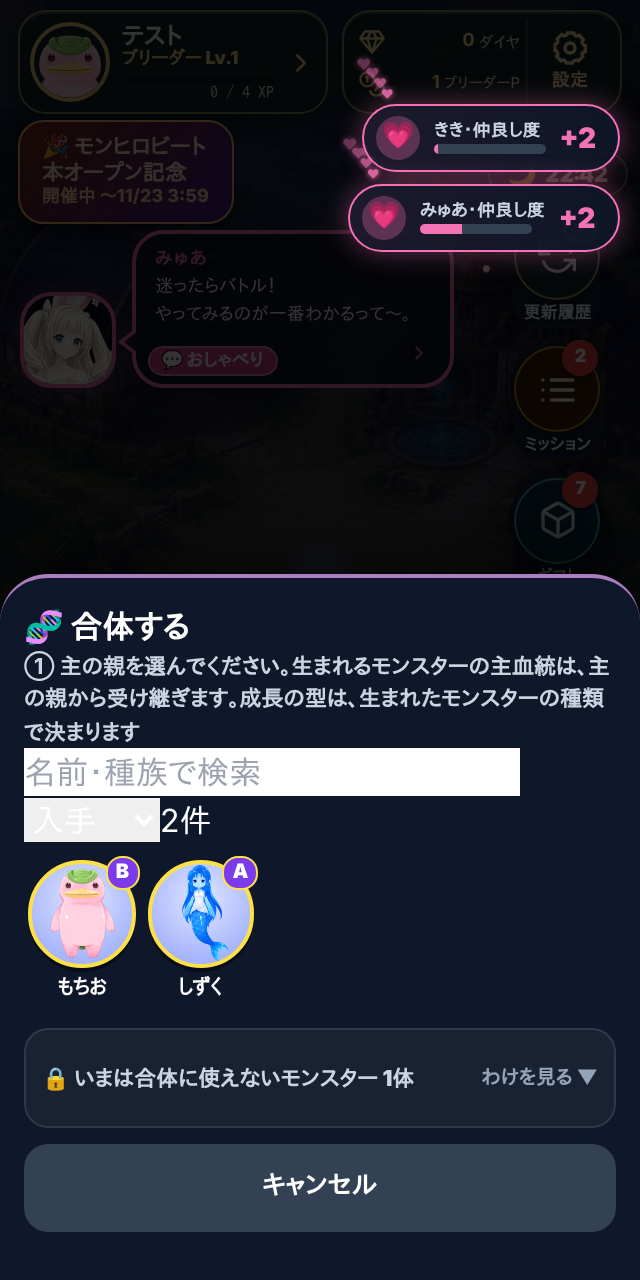 テスト
ブリーダー Lv.1
0 / 4 XP
0 ダイヤ
1 ブリーダーP
設定
🎉 モンヒロビート
本オープン記念
開催中 〜11/23 3:59
きき・仲良し度
+2
22:42
みゅあ・仲良し度
+2
みゅあ
迷ったらバトル！
やってみるのが一番わかるって〜。
💬 おしゃべり
更新履歴
2
ミッション
7
🧬 合体する
① 主の親を選んでください。生まれるモンスターの主血統は、主
の親から受け継ぎます。成長の型は、生まれたモンスターの種類
で決まります
名前・種族で検索
入手
2件
B
A
もちお
しずく
🔒 いまは合体に使えないモンスター 1体
わけを見る ▼
キャンセル